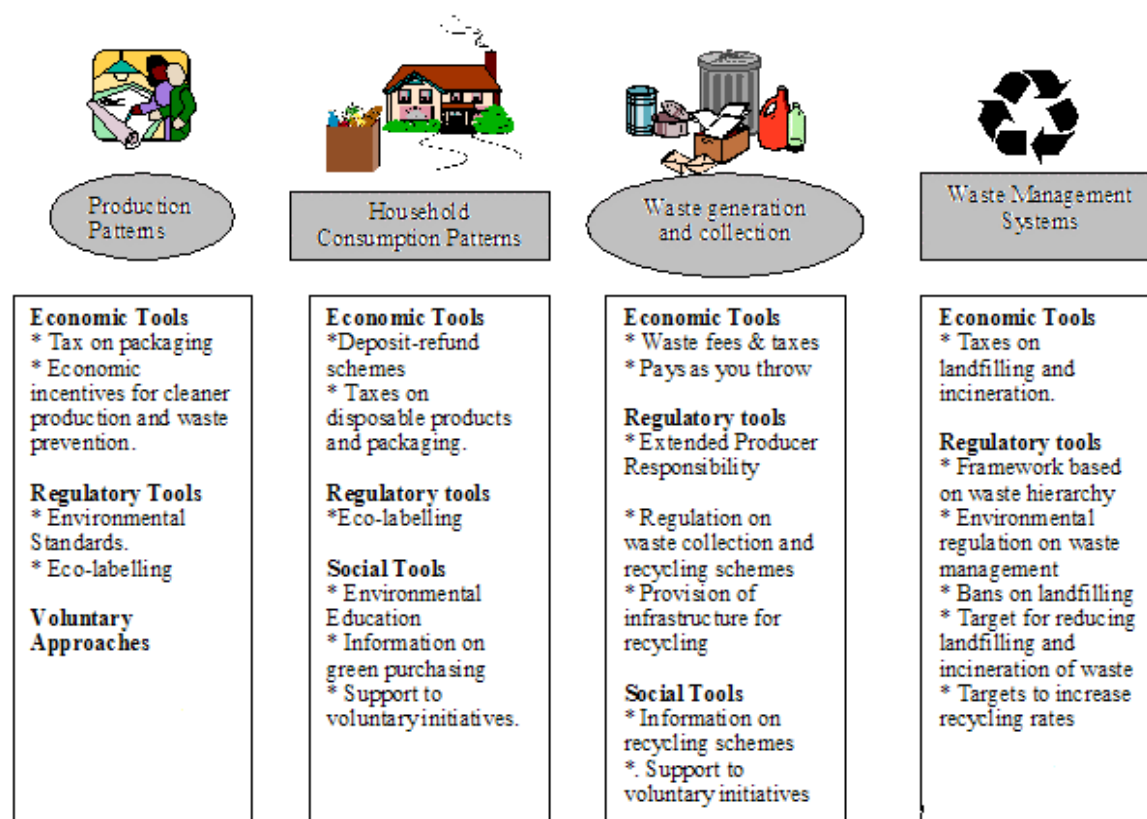 Production
Patterns
Household
Consumption Patterns
Waste generation
and collection
Waste Management
Systems
Economic Tools
* Tax on packaging
* Economic
incentives for cleaner
production and waste
prevention.
Regulatory Tools
* Environmental
Standards.
* Eco-labelling
Voluntary
Approaches
Economic Tools
*Deposit-refund
schemes
* Taxes on
disposable products
and packaging.
Regulatory tools
*Eco-labelling
Social Tools
* Environmental
Education
* Information on
green purchasing
* Support to
voluntary initiatives.
Economic Tools
* Waste fees & taxes
* Pays as you throw
Regulatory tools
* Extended Producer
Responsibility
* Regulation on
waste collection and
recycling schemes
* Provision of
infrastructure for
recycling
Social Tools
* Information on
recycling schemes
*. Support to
voluntary initiatives
Economic Tools
* Taxes on
landfilling and
incineration.
Regulatory tools
* Framework based
on waste hierarchy
* Environmental
regulation on waste
management
* Bans on landfilling
* Target for reducing
landfilling and
incineration of waste
* Targets to increase
recycling rates